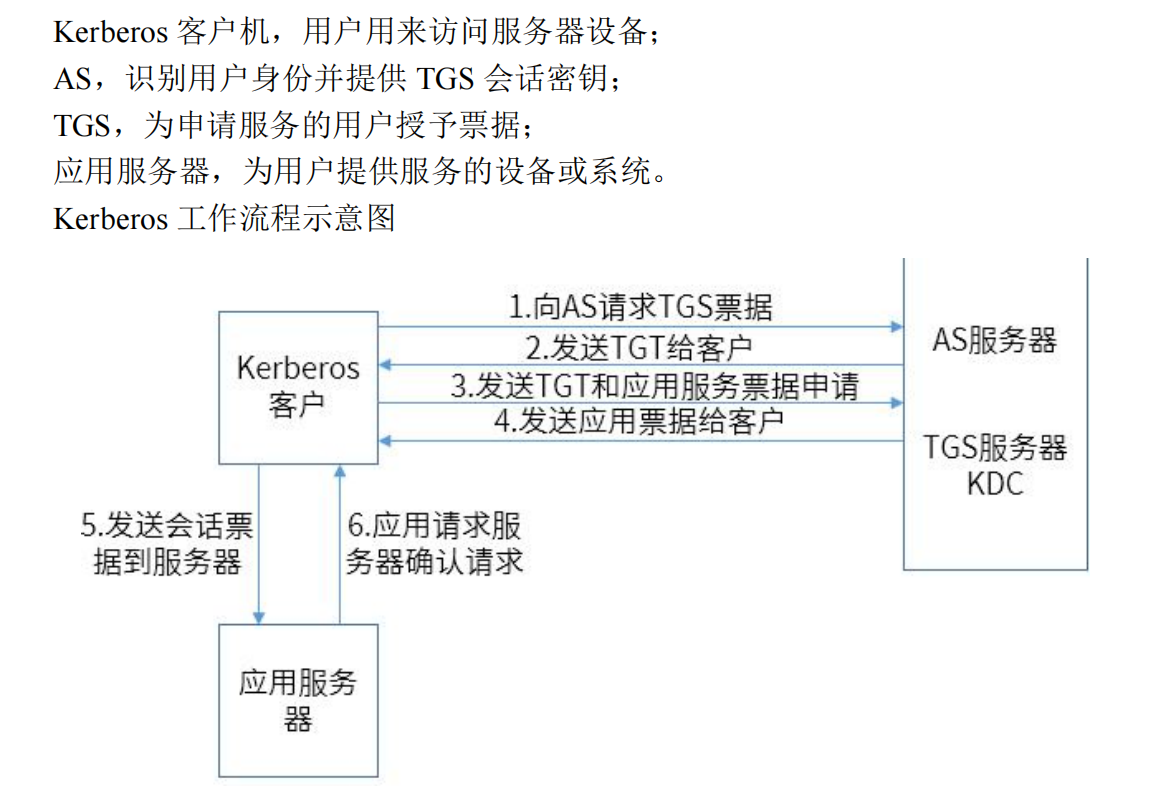 Kerberos 客户机，用户用来访问服务器设备；
AS，识别用户身份并提供 TGS 会话密钥；
TGS，为申请服务的用户授予票据；
应用服务器，为用户提供服务的设备或系统。
Kerberos 工作流程示意图
1.向AS请求TGS票据
2.发送TGT给客户
3.发送TGT和应用服务票据申请
4.发送应用票据给客户
Kerberos
客户
AS服务器
TGS服务器
KDC
5.发送会话票
据到服务器
6.应用请求服
务器确认请求
应用服务
器